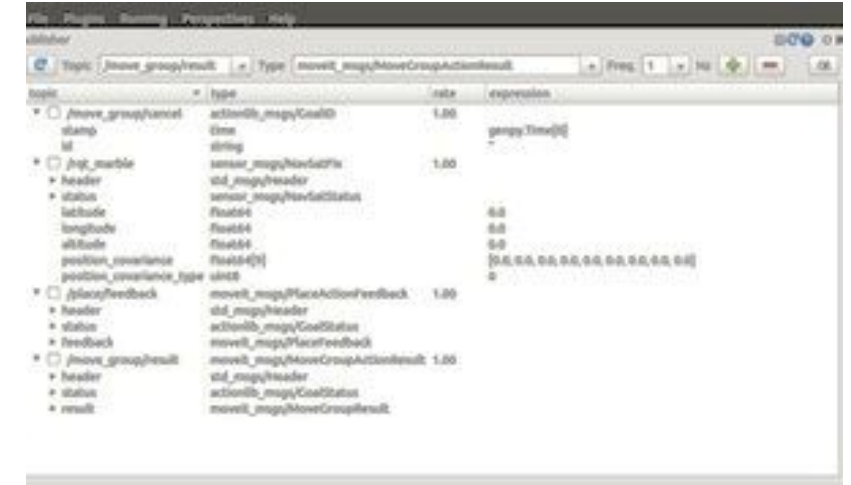 File Plugins Running Perspectives Help
ublisher
Topic /move_group/result Type moveit_msgs/MoveGroupActionResult Freq. 1 Hz
topic type rate expression
/move_group/cancel actionlib_msgs/GoalID 1.00
stamp time genpy.Time[0]
id string ''
/rqt_marble sensor_msgs/NavSatFix 1.00
header std_msgs/Header
status sensor_msgs/NavSatStatus
latitude float64 0.0
longitude float64 0.0
altitude float64 0.0
position_covariance float64[9] [0.0, 0.0, 0.0, 0.0, 0.0, 0.0, 0.0, 0.0, 0.0]
position_covariance_type uint8 0
/place/feedback moveit_msgs/PlaceActionFeedback 1.00
header std_msgs/Header
status actionlib_msgs/GoalStatus
feedback moveit_msgs/PlaceFeedback
/move_group/result moveit_msgs/MoveGroupActionResult 1.00
header std_msgs/Header
status actionlib_msgs/GoalStatus
result moveit_msgs/MoveGroupResult